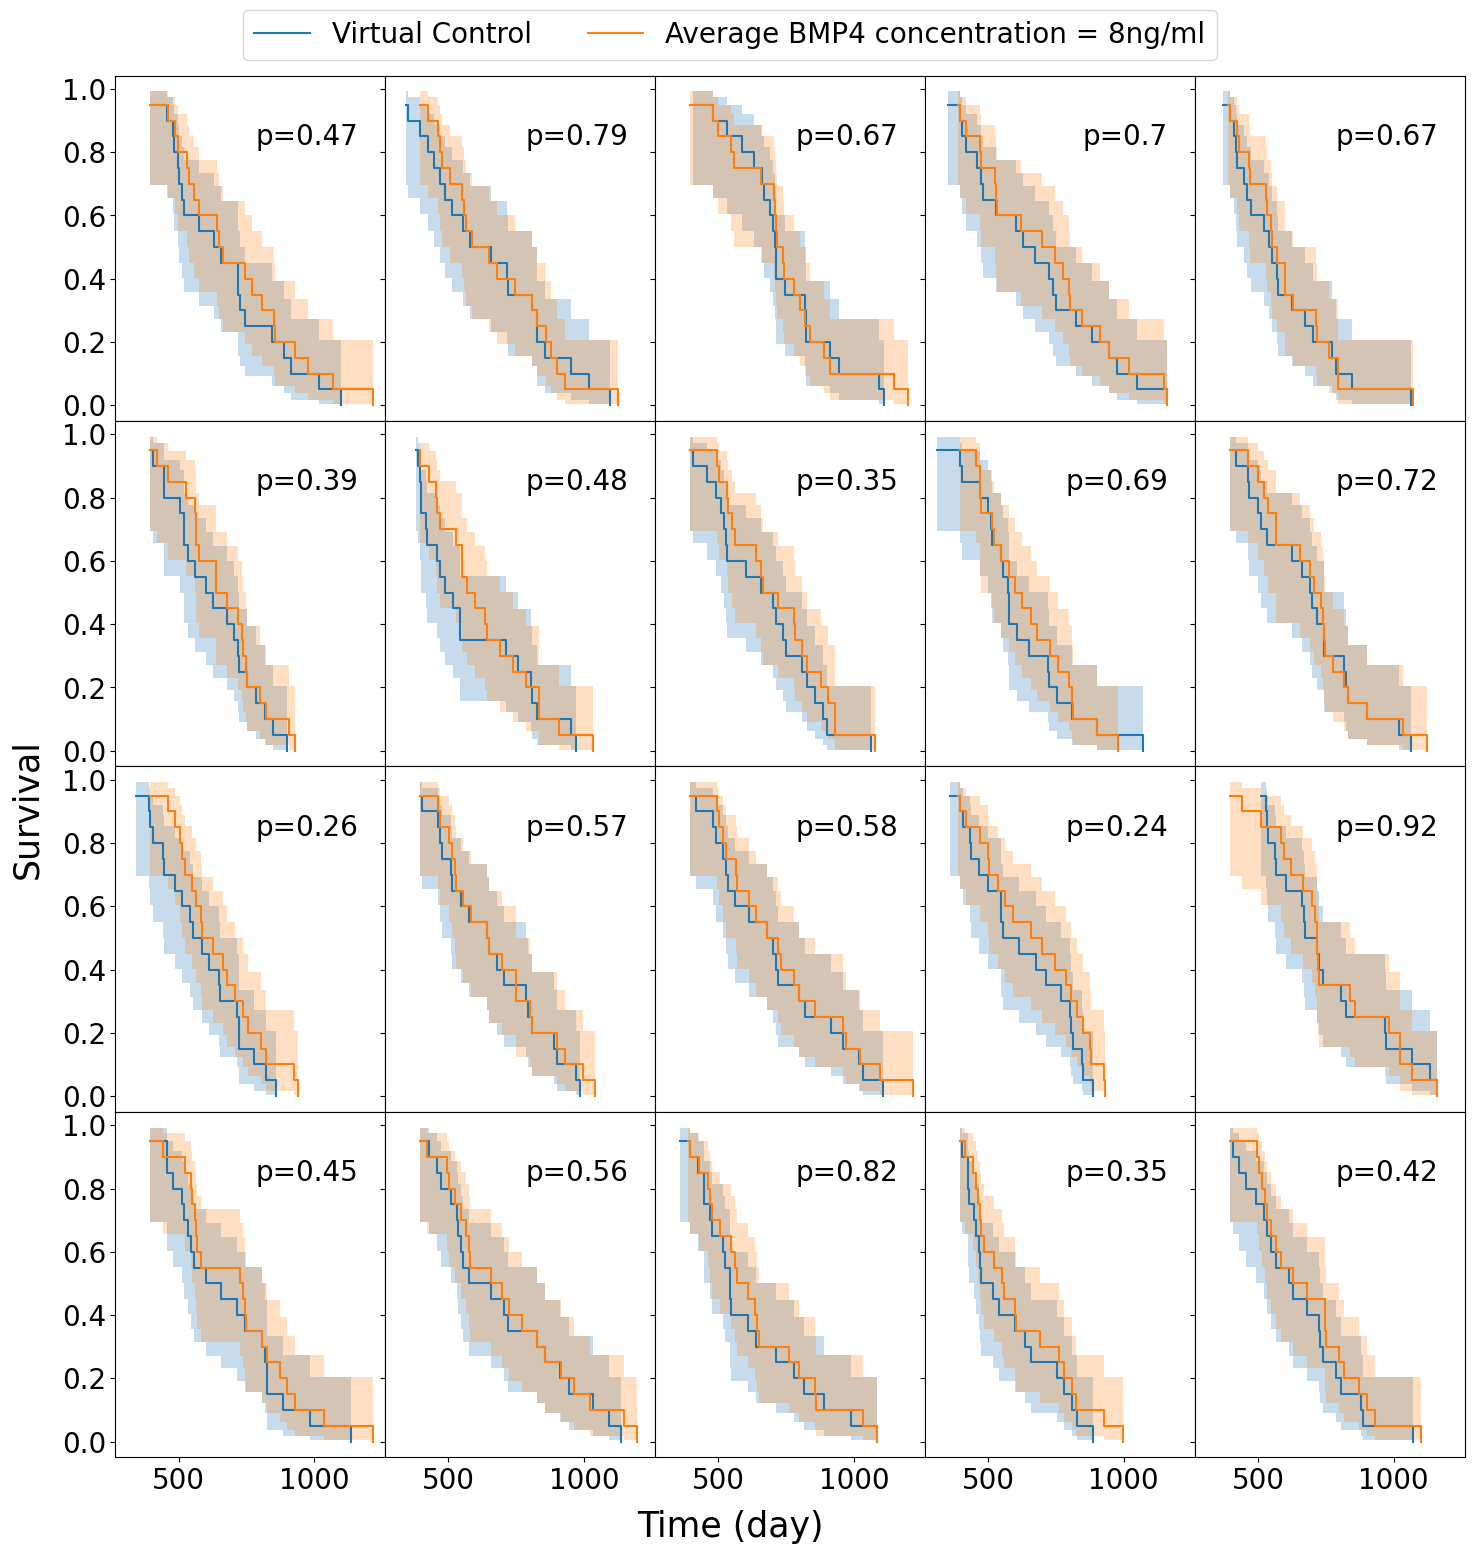 Virtual Control Average BMP4 concentration = 8ng/ml
1.0 p=0.47 p=0.79 p=0.67 p=0.7 p=0.67
0.8
0.6
0.4
0.2
0.0
1.0 p=0.39 p=0.48 p=0.35 p=0.69 p=0.72
0.8
0.6
0.4
0.2
0.0
Survival
1.0 p=0.26 p=0.57 p=0.58 p=0.24 p=0.92
0.8
0.6
0.4
0.2
0.0
1.0 p=0.45 p=0.56 p=0.82 p=0.35 p=0.42
0.8
0.6
0.4
0.2
0.0
500 1000 500 1000 500 1000 500 1000 500 1000
Time (day)